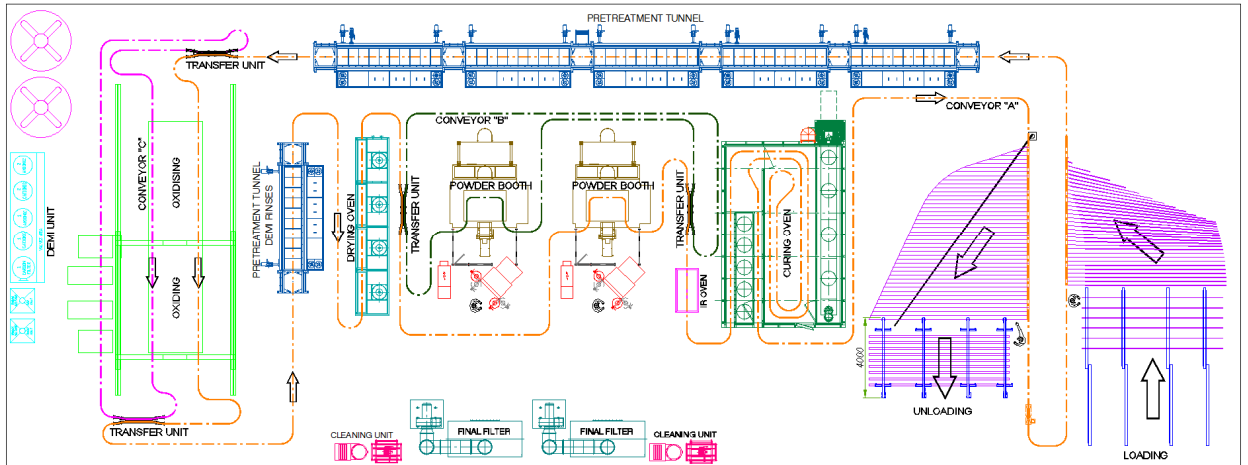 PRETREATMENT TUNNEL
TRANSFER UNIT
CONVEYOR "A"
CONVEYOR "B"
CONVEYOR "C"
OXIDISING
OXIDING
DEMI UNIT
PRETREATMENT TUNNEL
DEMI RINSES
DRYING OVEN
TRANSFER UNIT
POWDER BOOTH
POWDER BOOTH
TRANSFER UNIT
IR OVEN
CURING OVEN
4000
UNLOADING
LOADING
TRANSFER UNIT
CLEANING UNIT
FINAL FILTER
FINAL FILTER
CLEANING UNIT